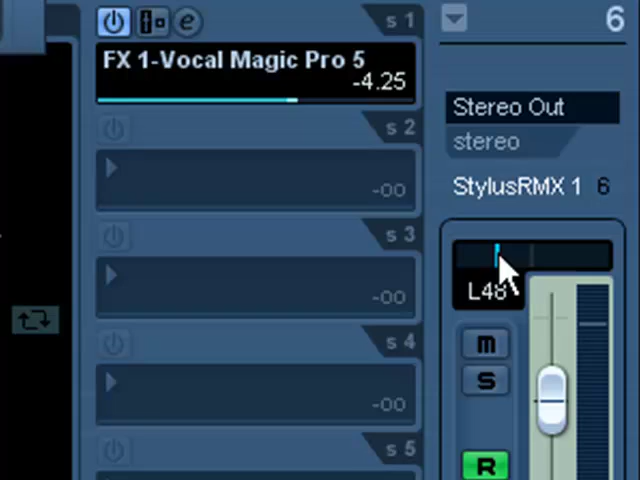 e
s 1
FX 1-Vocal Magic Pro 5
-4.25
s 2
-oo
s 3
-oo
s 4
-oo
s 5
6
Stereo Out
stereo
StylusRMX 1 6
L48
m
S
R